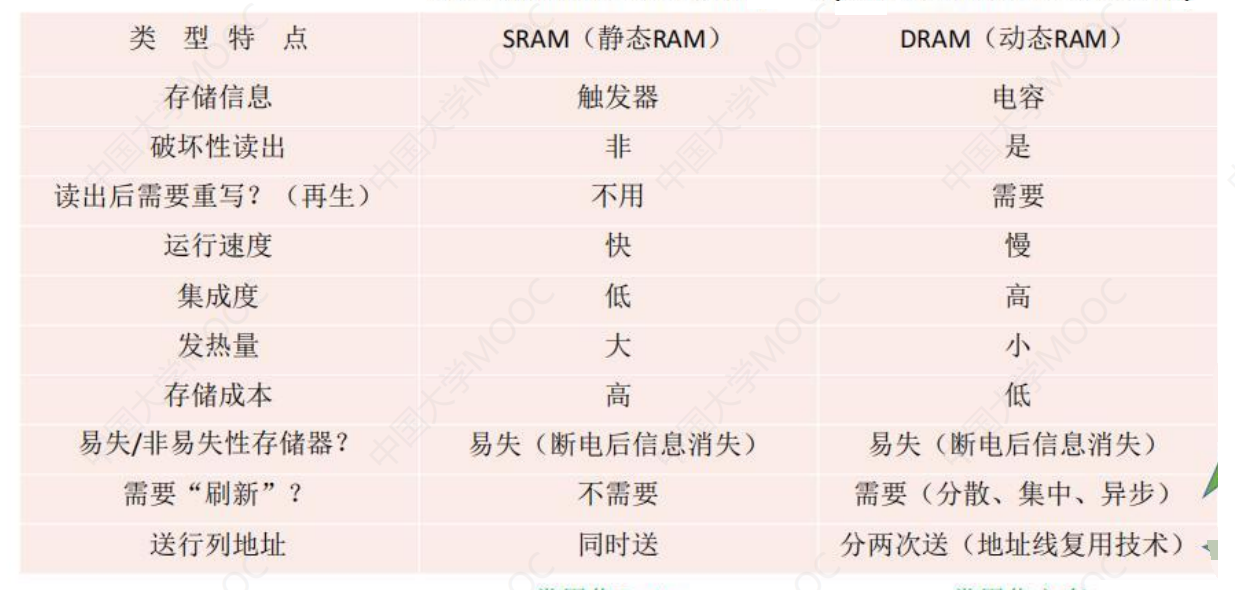 类 型 特 点 SRAM（静态RAM） DRAM（动态RAM）
存储信息 触发器 电容
破坏性读出 非 是
读出后需要重写？（再生） 不用 需要
运行速度 快 慢
集成度 低 高
发热量 大 小
存储成本 高 低
易失/非易失性存储器？ 易失（断电后信息消失） 易失（断电后信息消失）
需要“刷新”？ 不需要 需要（分散、集中、异步）
送行列地址 同时送 分两次送（地址线复用技术）
中国大学MOOC